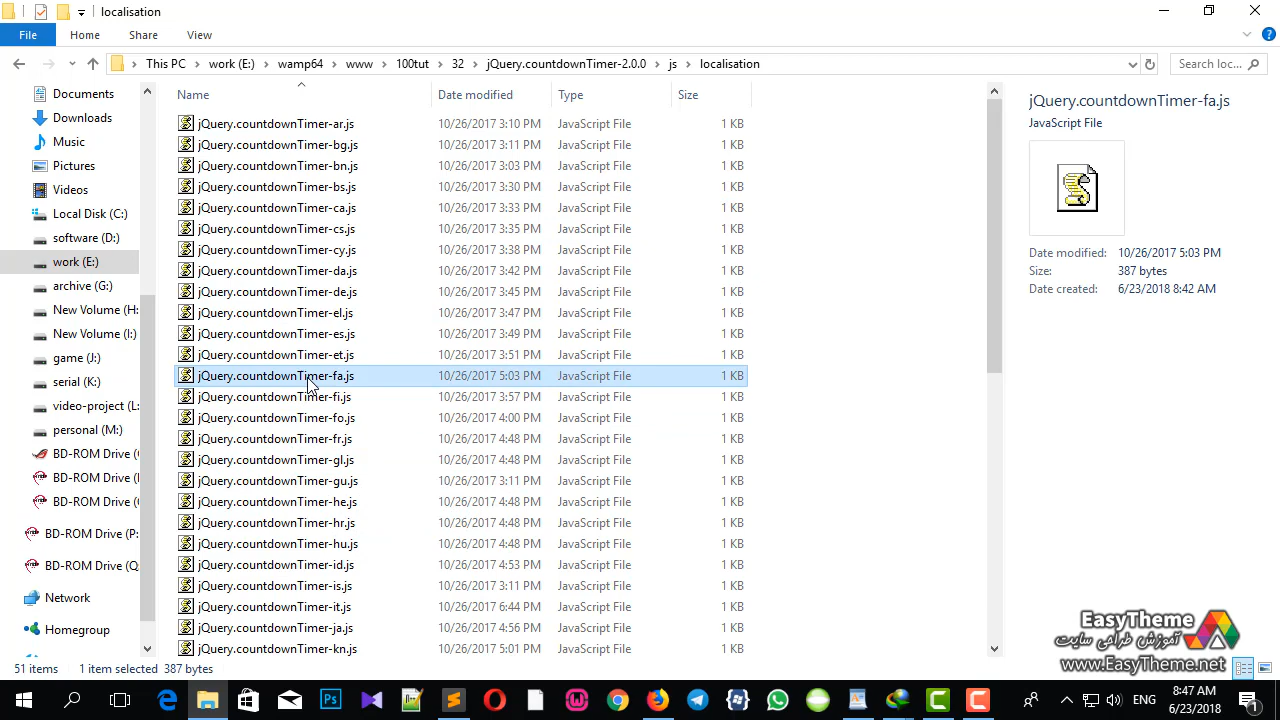 localisation
File Home Share View
This PC work (E:) wamp64 www 100tut 32 jQuery.countdownTimer-2.0.0 js localisation
Search loc...
Documents
Downloads
Music
Pictures
Videos
Local Disk (C:)
software (D:)
work (E:)
archive (G:)
New Volume (H:
New Volume (I:)
game (J:)
serial (K:)
video-project (L:
personal (M:)
BD-ROM Drive (
BD-ROM Drive (
BD-ROM Drive (
BD-ROM Drive (P:
BD-ROM Drive (Q:
Network
Homegroup
Name Date modified Type Size
jQuery.countdownTimer-ar.js 10/26/2017 3:10 PM JavaScript File 1 KB
jQuery.countdownTimer-bg.js 10/26/2017 3:11 PM JavaScript File 1 KB
jQuery.countdownTimer-bn.js 10/26/2017 3:03 PM JavaScript File 1 KB
jQuery.countdownTimer-bs.js 10/26/2017 3:30 PM JavaScript File 1 KB
jQuery.countdownTimer-ca.js 10/26/2017 3:33 PM JavaScript File 1 KB
jQuery.countdownTimer-cs.js 10/26/2017 3:35 PM JavaScript File 1 KB
jQuery.countdownTimer-cy.js 10/26/2017 3:38 PM JavaScript File 1 KB
jQuery.countdownTimer-da.js 10/26/2017 3:42 PM JavaScript File 1 KB
jQuery.countdownTimer-de.js 10/26/2017 3:45 PM JavaScript File 1 KB
jQuery.countdownTimer-el.js 10/26/2017 3:47 PM JavaScript File 1 KB
jQuery.countdownTimer-es.js 10/26/2017 3:49 PM JavaScript File 1 KB
jQuery.countdownTimer-et.js 10/26/2017 3:51 PM JavaScript File 1 KB
jQuery.countdownTimer-fa.js 10/26/2017 5:03 PM JavaScript File 1 KB
jQuery.countdownTimer-fi.js 10/26/2017 3:57 PM JavaScript File 1 KB
jQuery.countdownTimer-fo.js 10/26/2017 4:00 PM JavaScript File 1 KB
jQuery.countdownTimer-fr.js 10/26/2017 4:48 PM JavaScript File 1 KB
jQuery.countdownTimer-gl.js 10/26/2017 4:48 PM JavaScript File 1 KB
jQuery.countdownTimer-gu.js 10/26/2017 3:11 PM JavaScript File 1 KB
jQuery.countdownTimer-he.js 10/26/2017 4:48 PM JavaScript File 1 KB
jQuery.countdownTimer-hr.js 10/26/2017 4:48 PM JavaScript File 1 KB
jQuery.countdownTimer-hu.js 10/26/2017 4:48 PM JavaScript File 1 KB
jQuery.countdownTimer-id.js 10/26/2017 4:53 PM JavaScript File 1 KB
jQuery.countdownTimer-is.js 10/26/2017 3:11 PM JavaScript File 1 KB
jQuery.countdownTimer-it.js 10/26/2017 6:44 PM JavaScript File 1 KB
jQuery.countdownTimer-ja.js 10/26/2017 4:56 PM JavaScript File 1 KB
jQuery.countdownTimer-kn.js 10/26/2017 5:01 PM JavaScript File 1 KB
jQuery.countdownTimer-fa.js
JavaScript File
Date modified: 10/26/2017 5:03 PM
Size: 387 bytes
Date created: 6/23/2018 8:42 AM
EasyTheme
آموزش طراحی سایت
www.EasyTheme.net
51 items 1 item selected 387 bytes
ENG
8:47 AM
6/23/2018
1